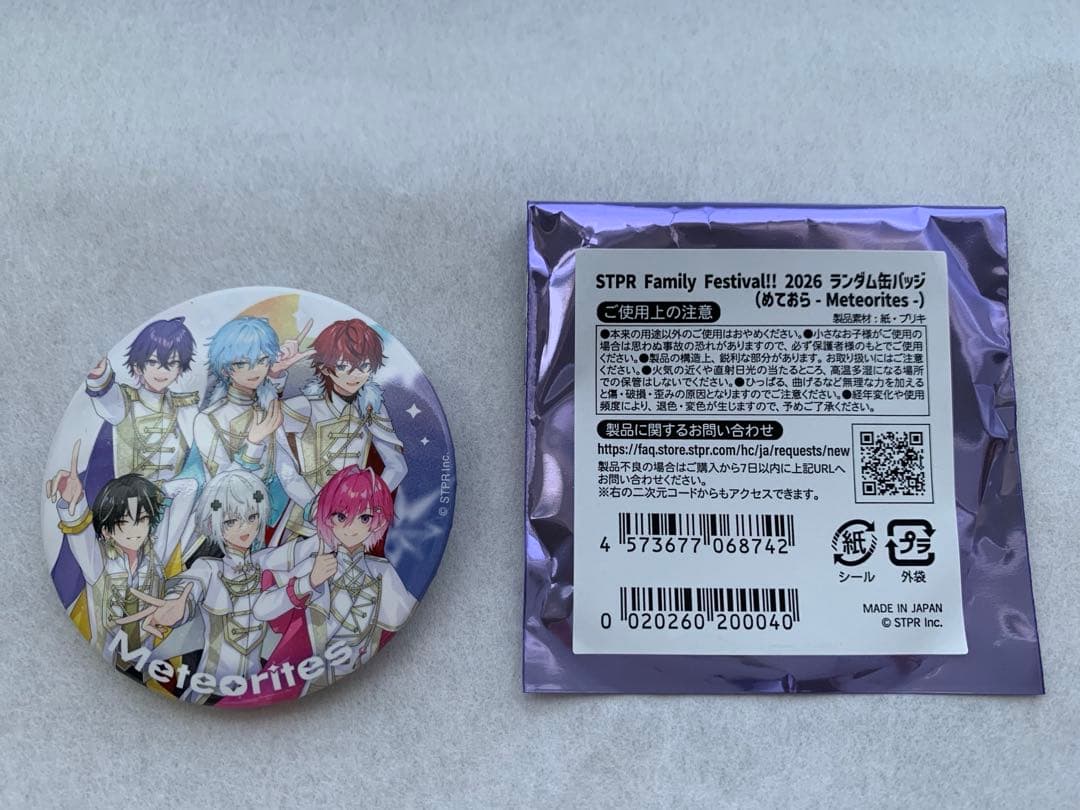 Meteorites
© STPR Inc.
STPR Family Festival!! 2026 ランダム缶バッジ
(めておら - Meteorites -)
ご使用上の注意
製品素材：紙・ブリキ
●本来の用途以外のご使用はおやめください。●小さなお子様がご使用の
場合は思わぬ事故の恐れがありますので、必ず保護者様のもとでご使用
ください。●製品の構造上、鋭利な部分があります。お取り扱いにはご注意
ください。●火気の近くや直射日光の当たるところ、高温多湿になる場所
での保管はしないでください。●ひっぱる、曲げるなど無理な力を加える
と傷・破損・歪みの原因となりますのでご注意ください。●経年変化や使用
頻度により、退色・変色が生じますので、予めご了承ください。
製品に関するお問い合わせ
https://faq.store.stpr.com/hc/ja/requests/new
製品不良の場合はご購入から7日以内に上記URLへ
お問い合わせください。
※右の二次元コードからもアクセスできます。
4 573677 068742
紙
シール
プラ
外袋
0 020260 200040
MADE IN JAPAN
© STPR Inc.